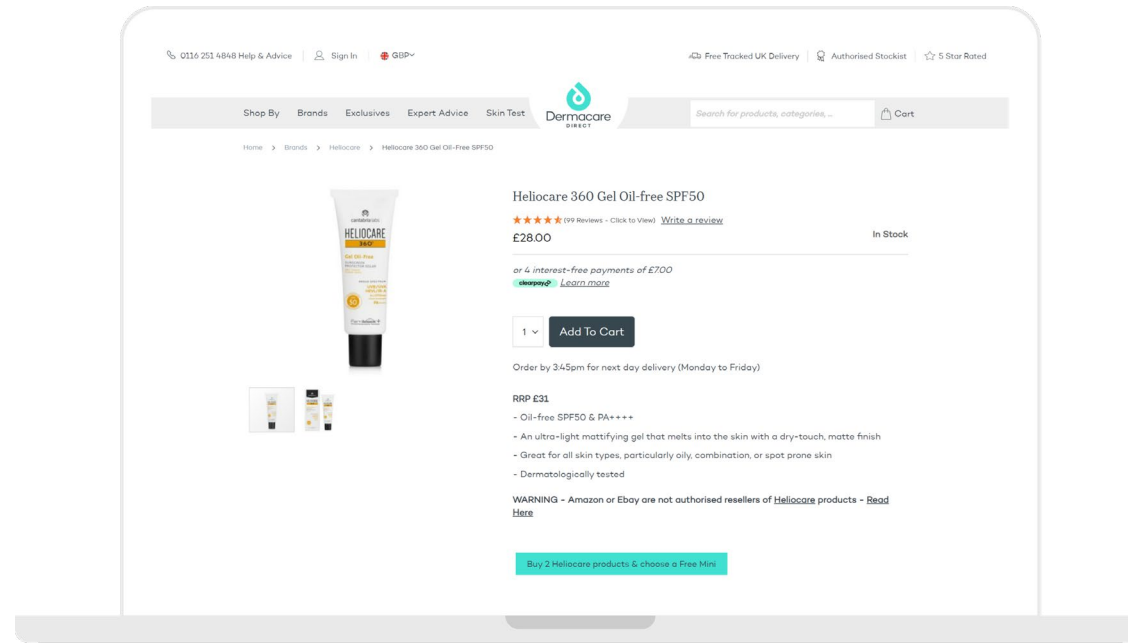 0116 251 4848 Help & Advice
Sign In
GBP
Free Tracked UK Delivery
Authorised Stockist
5 Star Rated
Shop By
Brands
Exclusives
Expert Advice
Skin Test
Dermacare
DIRECT
Search for products, categories, ...
Cart
Home > Brands > Heliocare > Heliocare 360 Gel Oil-Free SPF50
HELIOCARE
360°
Gel Oil-Free
50
Heliocare 360 Gel Oil-free SPF50
(99 Reviews - Click to View) Write a review
£28.00
In Stock
or 4 interest-free payments of £7.00
clearpay Learn more
1
Add To Cart
Order by 3:45pm for next day delivery (Monday to Friday)
RRP £31
- Oil-free SPF50 & PA++++
- An ultra-light mattifying gel that melts into the skin with a dry-touch, matte finish
- Great for all skin types, particularly oily, combination, or spot prone skin
- Dermatologically tested
WARNING - Amazon or Ebay are not authorised resellers of Heliocare products - Read
Here
Buy 2 Heliocare products & choose a Free Mini